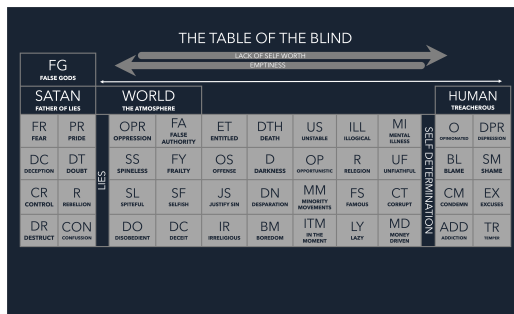 THE TABLE OF THE BLIND
LACK OF SELF WORTH
EMPTINESS
FG
FALSE GODS
SATAN
FATHER OF LIES
WORLD
THE ATMOSPHERE
HUMAN
TREACHEROUS
FR PR OPR FA ET DTH US ILL MI O DPR
FEAR PRIDE OPPRESSION FALSE AUTHORITY ENTITLED DEATH UNSTABLE ILLOGICAL MENTAL ILLNESS OPINIONATED DEPRESSION
DC DT SS FY OS D OP R UF BL SM
DECEPTION DOUBT SPINELESS FRAILTY OFFENSE DARKNESS OPPORTUNISTIC RELEGION UNFIATHFUL BLAME SHAME
LIES
SELF DETERMINATION
CR R SL SF JS DN MM FS CT CM EX
CONTROL REBELLION SPITEFUL SELFISH JUSTIFY SIN DESPARATION MINORITY MOVEMENTS FAMOUS CORRUPT CONDEMN EXCUSES
DR CON DO DC IR BM ITM LY MD ADD TR
DESTRUCT CONFUSSION DISOBEDIENT DECEIT IRRELIGIOUS BOREDOM IN THE MOMENT LAZY MONEY DRIVEN ADDICTION TEMPER